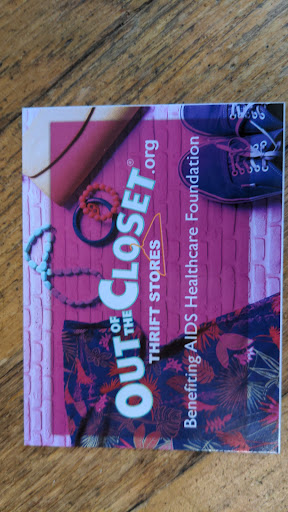 OUT OF THE CLOSET®.org
THRIFT STORES
Benefiting AIDS Healthcare Foundation